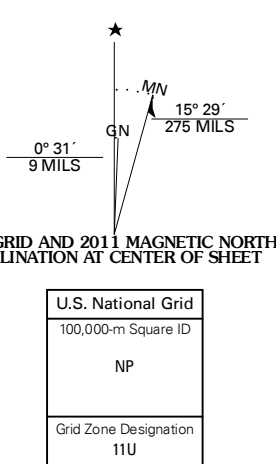 ★
MN
GN
15° 29´
275 MILS
0° 31´
9 MILS
GRID AND 2011 MAGNETIC NORTH
LINATION AT CENTER OF SHEET
U.S. National Grid
100,000-m Square ID
NP
Grid Zone Designation
11U